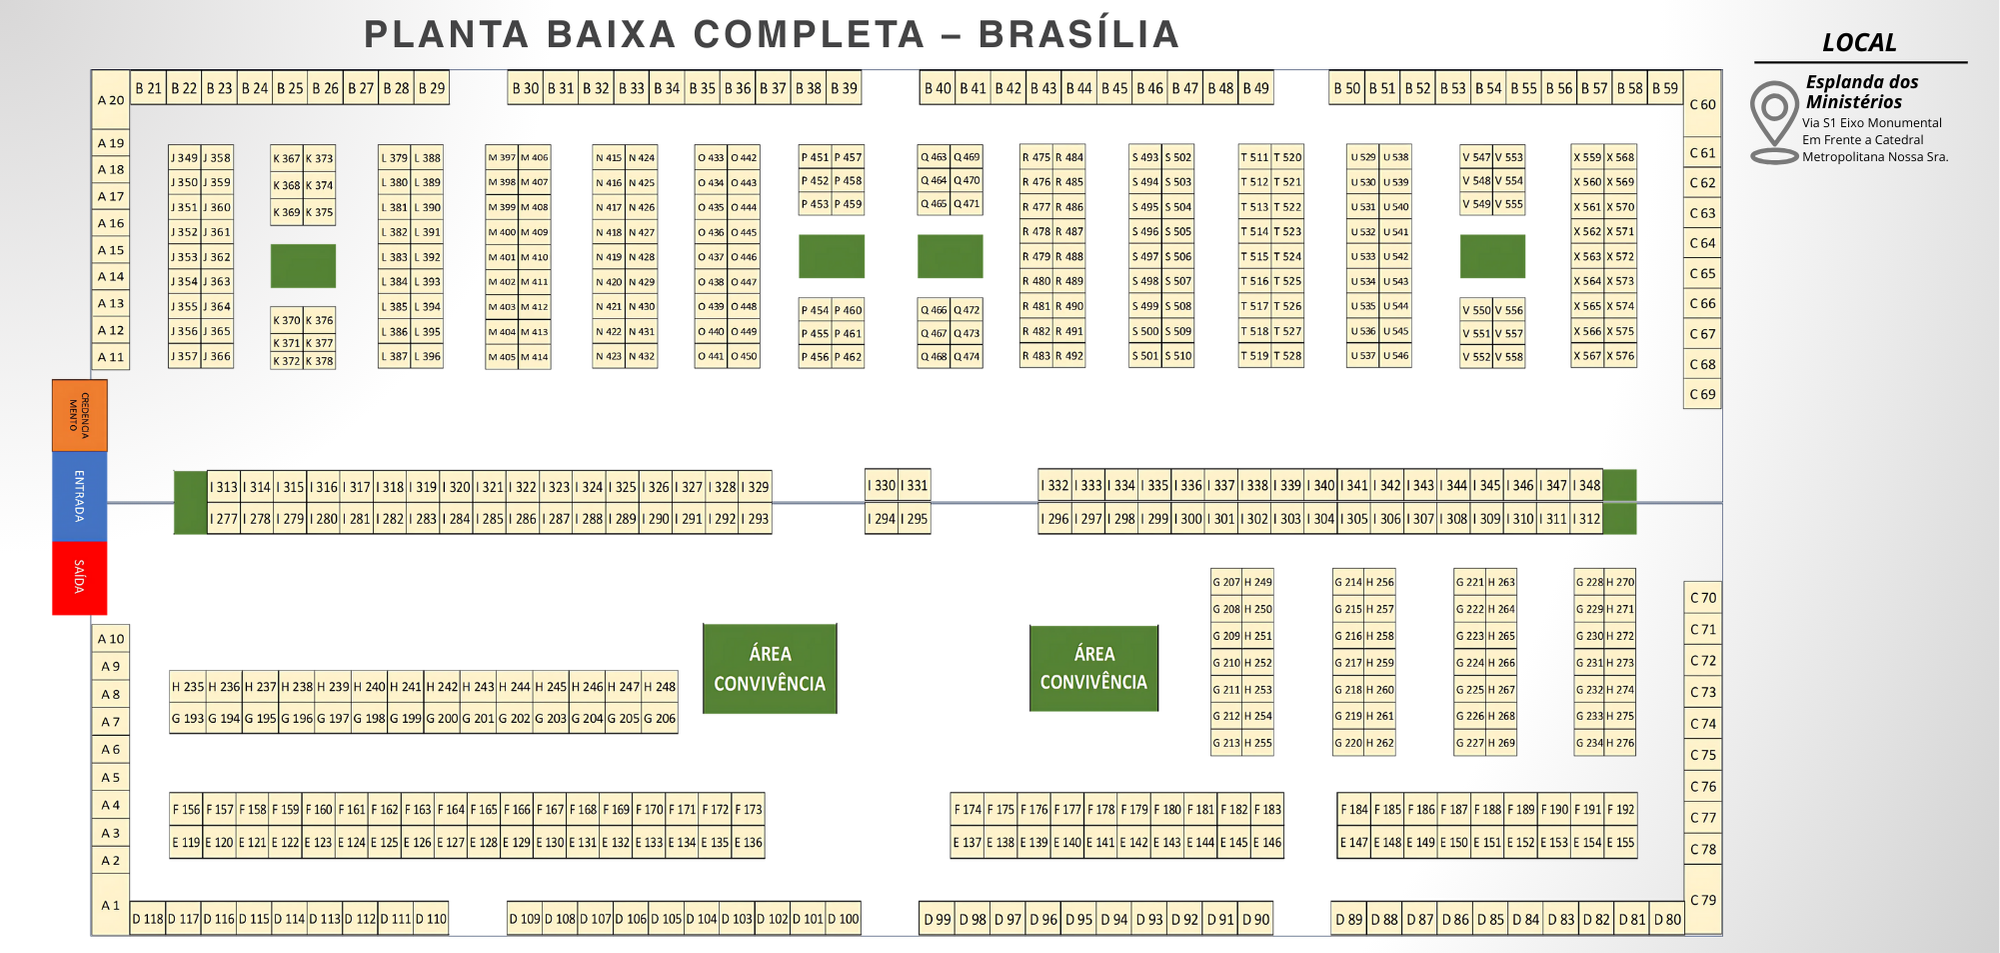 PLANTA BAIXA COMPLETA – BRASÍLIA
LOCAL
Esplanda dos
Ministérios
Via S1 Eixo Monumental
Em Frente a Catedral
Metropolitana Nossa Sra.
A 20 B 21 B 22 B 23 B 24 B 25 B 26 B 27 B 28 B 29 B 30 B 31 B 32 B 33 B 34 B 35 B 36 B 37 B 38 B 39 B 40 B 41 B 42 B 43 B 44 B 45 B 46 B 47 B 48 B 49 B 50 B 51 B 52 B 53 B 54 B 55 B 56 B 57 B 58 B 59 C 60
A 19
A 18
A 17
A 16
A 15
A 14
A 13
A 12
A 11
J 349 J 358
J 350 J 359
J 351 J 360
J 352 J 361
J 353 J 362
J 354 J 363
J 355 J 364
J 356 J 365
J 357 J 366
K 367 K 373
K 368 K 374
K 369 K 375
K 370 K 376
K 371 K 377
K 372 K 378
L 379 L 388
L 380 L 389
L 381 L 390
L 382 L 391
L 383 L 392
L 384 L 393
L 385 L 394
L 386 L 395
L 387 L 396
M 397 M 406
M 398 M 407
M 399 M 408
M 400 M 409
M 401 M 410
M 402 M 411
M 403 M 412
M 404 M 413
M 405 M 414
N 415 N 424
N 416 N 425
N 417 N 426
N 418 N 427
N 419 N 428
N 420 N 429
N 421 N 430
N 422 N 431
N 423 N 432
O 433 O 442
O 434 O 443
O 435 O 444
O 436 O 445
O 437 O 446
O 438 O 447
O 439 O 448
O 440 O 449
O 441 O 450
P 451 P 457
P 452 P 458
P 453 P 459
P 454 P 460
P 455 P 461
P 456 P 462
Q 463 Q 469
Q 464 Q 470
Q 465 Q 471
Q 466 Q 472
Q 467 Q 473
Q 468 Q 474
R 475 R 484
R 476 R 485
R 477 R 486
R 478 R 487
R 479 R 488
R 480 R 489
R 481 R 490
R 482 R 491
R 483 R 492
S 493 S 502
S 494 S 503
S 495 S 504
S 496 S 505
S 497 S 506
S 498 S 507
S 499 S 508
S 500 S 509
S 501 S 510
T 511 T 520
T 512 T 521
T 513 T 522
T 514 T 523
T 515 T 524
T 516 T 525
T 517 T 526
T 518 T 527
T 519 T 528
U 529 U 538
U 530 U 539
U 531 U 540
U 532 U 541
U 533 U 542
U 534 U 543
U 535 U 544
U 536 U 545
U 537 U 546
V 547 V 553
V 548 V 554
V 549 V 555
V 550 V 556
V 551 V 557
V 552 V 558
X 559 X 568
X 560 X 569
X 561 X 570
X 562 X 571
X 563 X 572
X 564 X 573
X 565 X 574
X 566 X 575
X 567 X 576
C 61
C 62
C 63
C 64
C 65
C 66
C 67
C 68
C 69
CREDENCIA
MENTO
ENTRADA
SAÍDA
I 313 I 314 I 315 I 316 I 317 I 318 I 319 I 320 I 321 I 322 I 323 I 324 I 325 I 326 I 327 I 328 I 329 I 330 I 331 I 332 I 333 I 334 I 335 I 336 I 337 I 338 I 339 I 340 I 341 I 342 I 343 I 344 I 345 I 346 I 347 I 348
I 277 I 278 I 279 I 280 I 281 I 282 I 283 I 284 I 285 I 286 I 287 I 288 I 289 I 290 I 291 I 292 I 293 I 294 I 295 I 296 I 297 I 298 I 299 I 300 I 301 I 302 I 303 I 304 I 305 I 306 I 307 I 308 I 309 I 310 I 311 I 312
A 10
A 9
A 8
A 7
A 6
A 5
A 4
A 3
A 2
A 1
H 235 H 236 H 237 H 238 H 239 H 240 H 241 H 242 H 243 H 244 H 245 H 246 H 247 H 248
G 193 G 194 G 195 G 196 G 197 G 198 G 199 G 200 G 201 G 202 G 203 G 204 G 205 G 206
ÁREA
CONVIVÊNCIA
ÁREA
CONVIVÊNCIA
G 207 H 249
G 208 H 250
G 209 H 251
G 210 H 252
G 211 H 253
G 212 H 254
G 213 H 255
G 214 H 256
G 215 H 257
G 216 H 258
G 217 H 259
G 218 H 260
G 219 H 261
G 220 H 262
G 221 H 263
G 222 H 264
G 223 H 265
G 224 H 266
G 225 H 267
G 226 H 268
G 227 H 269
G 228 H 270
G 229 H 271
G 230 H 272
G 231 H 273
G 232 H 274
G 233 H 275
G 234 H 276
C 70
C 71
C 72
C 73
C 74
C 75
C 76
C 77
C 78
C 79
F 156 F 157 F 158 F 159 F 160 F 161 F 162 F 163 F 164 F 165 F 166 F 167 F 168 F 169 F 170 F 171 F 172 F 173 F 174 F 175 F 176 F 177 F 178 F 179 F 180 F 181 F 182 F 183 F 184 F 185 F 186 F 187 F 188 F 189 F 190 F 191 F 192
E 119 E 120 E 121 E 122 E 123 E 124 E 125 E 126 E 127 E 128 E 129 E 130 E 131 E 132 E 133 E 134 E 135 E 136 E 137 E 138 E 139 E 140 E 141 E 142 E 143 E 144 E 145 E 146 E 147 E 148 E 149 E 150 E 151 E 152 E 153 E 154 E 155
D 118 D 117 D 116 D 115 D 114 D 113 D 112 D 111 D 110 D 109 D 108 D 107 D 106 D 105 D 104 D 103 D 102 D 101 D 100 D 99 D 98 D 97 D 96 D 95 D 94 D 93 D 92 D 91 D 90 D 89 D 88 D 87 D 86 D 85 D 84 D 83 D 82 D 81 D 80